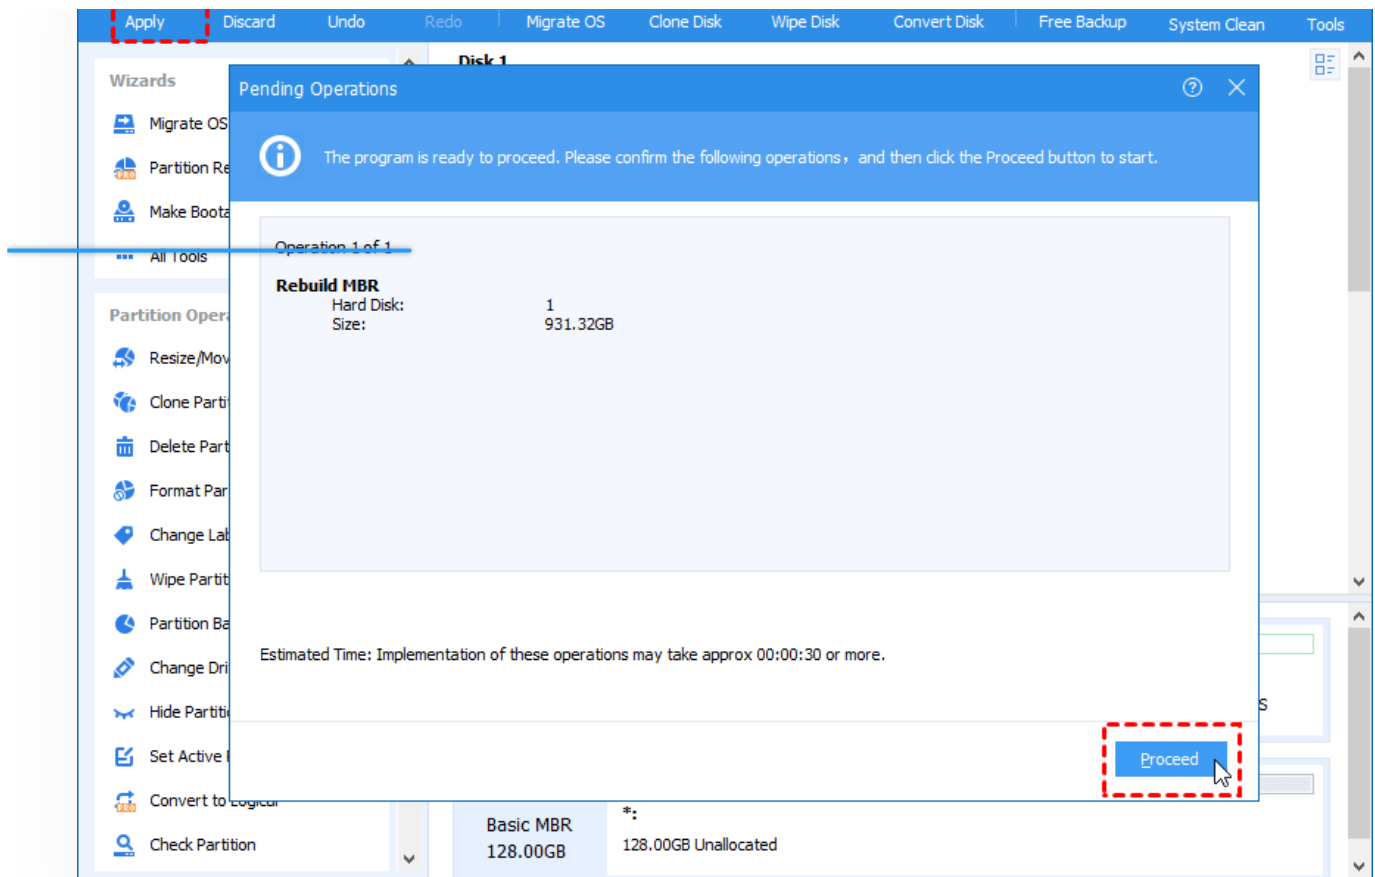 Apply Discard Undo Redo Migrate OS Clone Disk Wipe Disk Convert Disk Free Backup System Clean Tools
Disk 1
Wizards
Migrate OS
Partition Re
Make Boota
All Tools
Partition Opera
Resize/Mov
Clone Parti
Delete Part
Format Par
Change Lab
Wipe Partit
Partition Ba
Change Dri
Hide Partiti
Set Active
Convert to Logical
Check Partition
Pending Operations
The program is ready to proceed. Please confirm the following operations，and then click the Proceed button to start.
Operation 1 of 1
Rebuild MBR
Hard Disk: 1
Size: 931.32GB
Estimated Time: Implementation of these operations may take approx 00:00:30 or more.
Proceed
S
*:
Basic MBR
128.00GB
128.00GB Unallocated